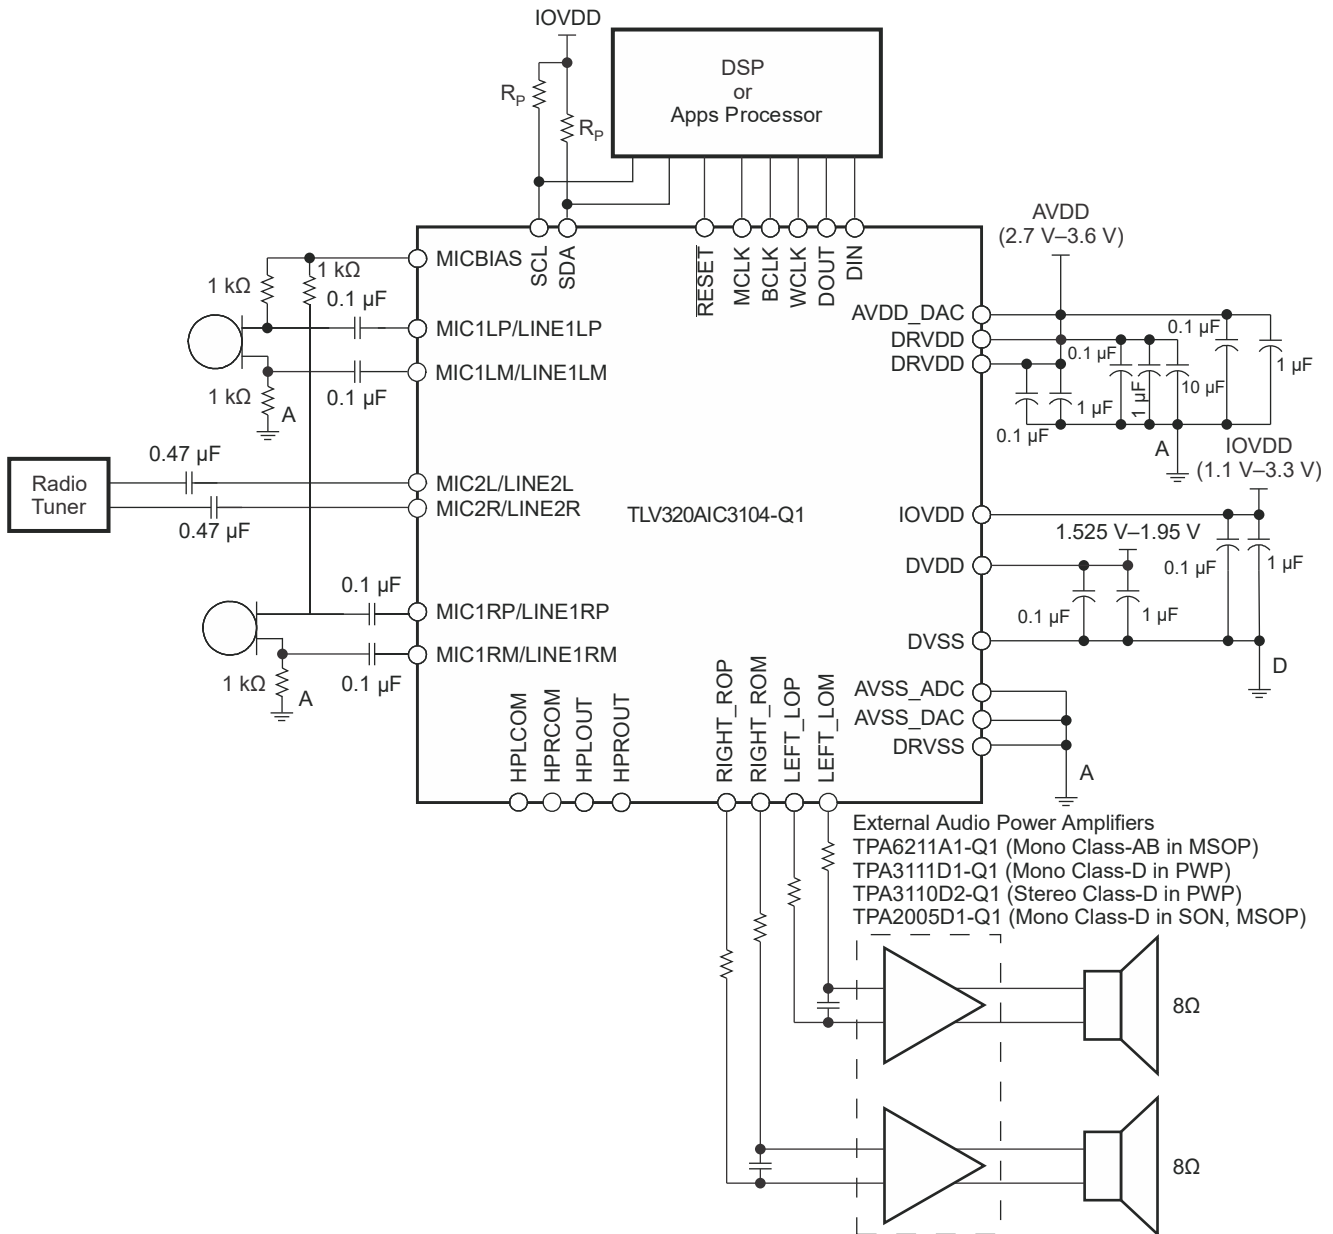 IOVDD
DSP
or
Apps Processor
RP
RP
AVDD
(2.7 V–3.6 V)
SCL
SDA
RESET
MCLK
BCLK
WCLK
DOUT
DIN
MICBIAS
1 kΩ
1 kΩ
0.1 µF
MIC1LP/LINE1LP
MIC1LM/LINE1LM
1 kΩ
A
0.1 µF
AVDD_DAC
DRVDD
DRVDD
0.1 µF
1 µF
0.1 µF
1 µF
10 µF
0.1 µF
1 µF
A
IOVDD
(1.1 V–3.3 V)
0.47 µF
Radio
Tuner
0.47 µF
MIC2L/LINE2L
MIC2R/LINE2R
TLV320AIC3104-Q1
IOVDD
1.525 V–1.95 V
DVDD
0.1 µF
1 µF
0.1 µF
1 µF
DVSS
D
0.1 µF
MIC1RP/LINE1RP
MIC1RM/LINE1RM
1 kΩ
A
0.1 µF
AVSS_ADC
AVSS_DAC
DRVSS
A
HPLCOM
HPRCOM
HPLOUT
HPROUT
RIGHT_ROP
RIGHT_ROM
LEFT_LOP
LEFT_LOM
External Audio Power Amplifiers
TPA6211A1-Q1 (Mono Class-AB in MSOP)
TPA3111D1-Q1 (Mono Class-D in PWP)
TPA3110D2-Q1 (Stereo Class-D in PWP)
TPA2005D1-Q1 (Mono Class-D in SON, MSOP)
8Ω
8Ω